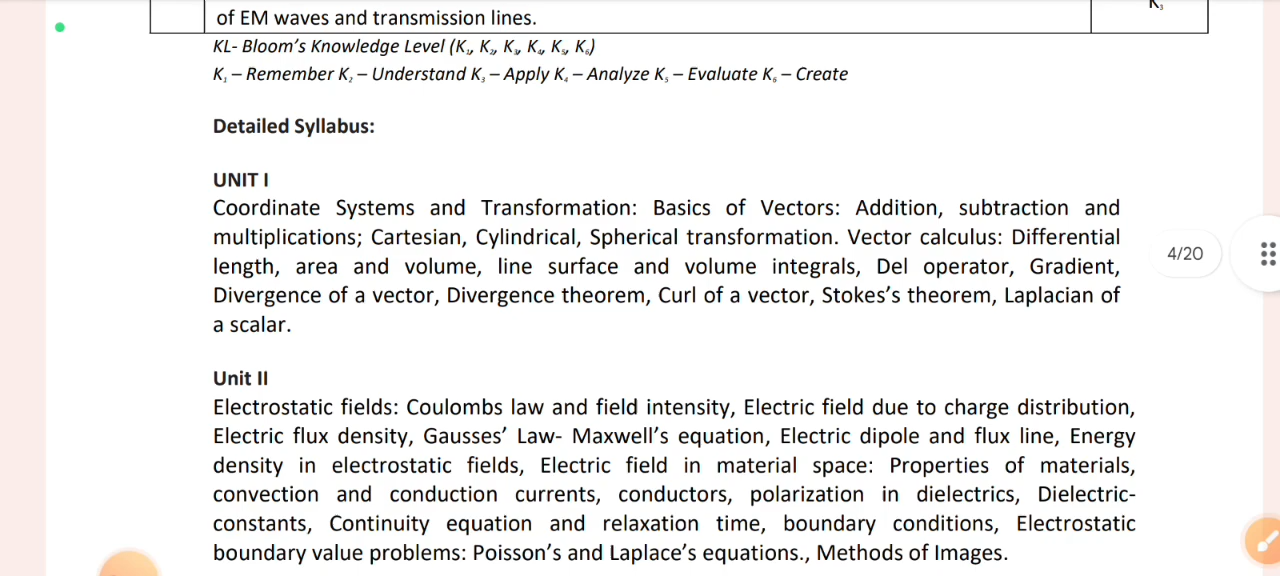 of EM waves and transmission lines.
K₃
KL- Bloom's Knowledge Level (K₁, K₂, K₃, K₄, K₅, K₆)
K₁ – Remember K₂ – Understand K₃ – Apply K₄ – Analyze K₅ – Evaluate K₆ – Create
Detailed Syllabus:
UNIT I
Coordinate Systems and Transformation: Basics of Vectors: Addition, subtraction and
multiplications; Cartesian, Cylindrical, Spherical transformation. Vector calculus: Differential
length, area and volume, line surface and volume integrals, Del operator, Gradient,
Divergence of a vector, Divergence theorem, Curl of a vector, Stokes's theorem, Laplacian of
a scalar.
4/20
Unit II
Electrostatic fields: Coulombs law and field intensity, Electric field due to charge distribution,
Electric flux density, Gausses' Law- Maxwell's equation, Electric dipole and flux line, Energy
density in electrostatic fields, Electric field in material space: Properties of materials,
convection and conduction currents, conductors, polarization in dielectrics, Dielectric-
constants, Continuity equation and relaxation time, boundary conditions, Electrostatic
boundary value problems: Poisson's and Laplace's equations., Methods of Images.